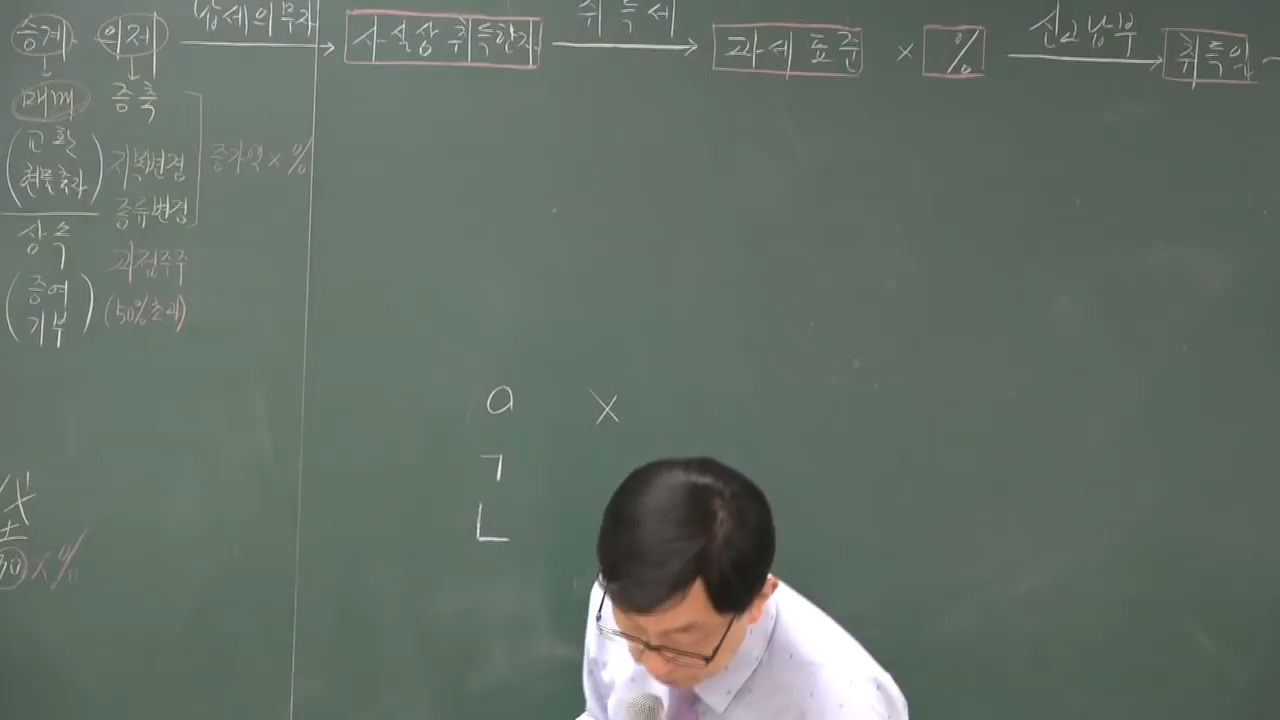 승계 의제 납세의무자 사실상 취득한자 취득세 과세표준 × % 신고납부 취득일
매매 증축
(교환 지목변경 증가액×%
현물출자) 종류변경
상속 과점주주
(증여 (50%초과)
기부)
a ×
ㄱ
ㄴ
×%